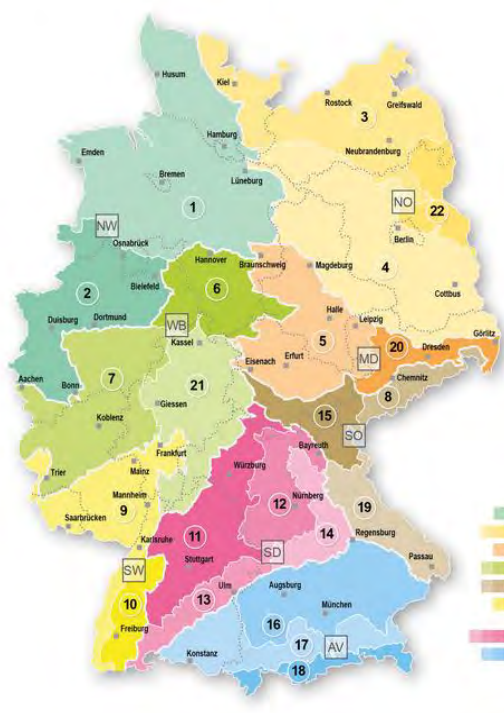 Husum
Kiel
Rostock
Greifswald
3
Hamburg
Neubrandenburg
Emden
Bremen
Lüneburg
1
NO
22
NW
Berlin
Osnabrück
Hannover
Braunschweig
Magdeburg
4
2
Bielefeld
6
Cottbus
Duisburg
Dortmund
WB
Halle
Leipzig
Kassel
5
20
Görlitz
Eisenach
Erfurt
MD
Dresden
Aachen
Bonn
7
21
Chemnitz
8
Giessen
15
Koblenz
SO
Bayreuth
Frankfurt
Trier
Mainz
Würzburg
Mannheim
12
Nürnberg
19
9
Saarbrücken
11
14
Regensburg
Karlsruhe
Stuttgart
SD
Passau
SW
Ulm
10
13
Augsburg
München
Freiburg
16
17
AV
Konstanz
18